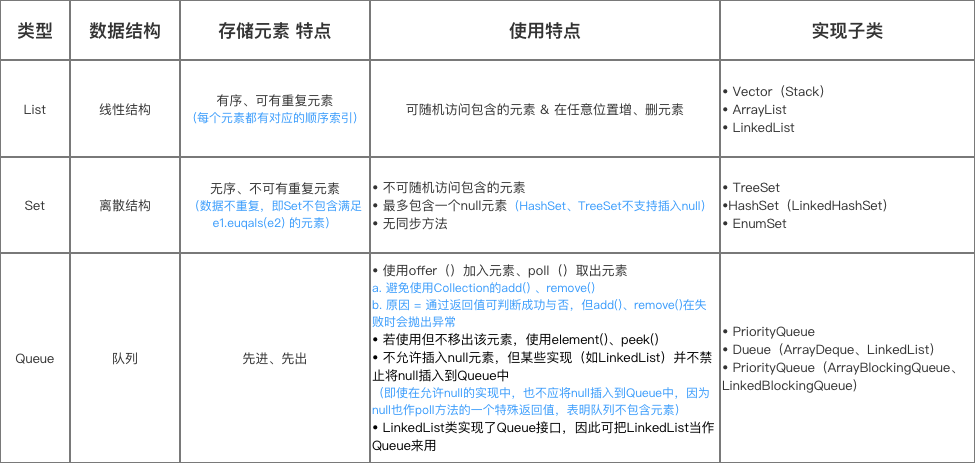 类型
数据结构
存储元素 特点
使用特点
实现子类
List
线性结构
有序、可有重复元素
（每个元素都有对应的顺序索引）
可随机访问包含的元素 & 在任意位置增、删元素
• Vector（Stack）
• ArrayList
• LinkedList
Set
离散结构
无序、不可有重复元素
（数据不重复，即Set不包含满足
e1.euqals(e2) 的元素）
• 不可随机访问包含的元素
• 最多包含一个null元素（HashSet、TreeSet不支持插入null）
• 无同步方法
• TreeSet
•HashSet（LinkedHashSet）
• EnumSet
Queue
队列
先进、先出
• 使用offer（）加入元素、poll（）取出元素
a. 避免使用Collection的add() 、remove()
b. 原因 = 通过返回值可判断成功与否，但add()、remove()在失
败时会抛出异常
• 若使用但不移出该元素，使用element()、peek()
• 不允许插入null元素，但某些实现（如LinkedList）并不禁
止将null插入到Queue中
（即使在允许null的实现中，也不应将null插入到Queue中，因为
null也作poll方法的一个特殊返回值，表明队列不包含元素）
• LinkedList类实现了Queue接口，因此可把LinkedList当作
Queue来用
• PriorityQueue
• Dueue（ArrayDeque、LinkedList）
• PriorityQueue（ArrayBlockingQueue、
LinkedBlockingQueue）